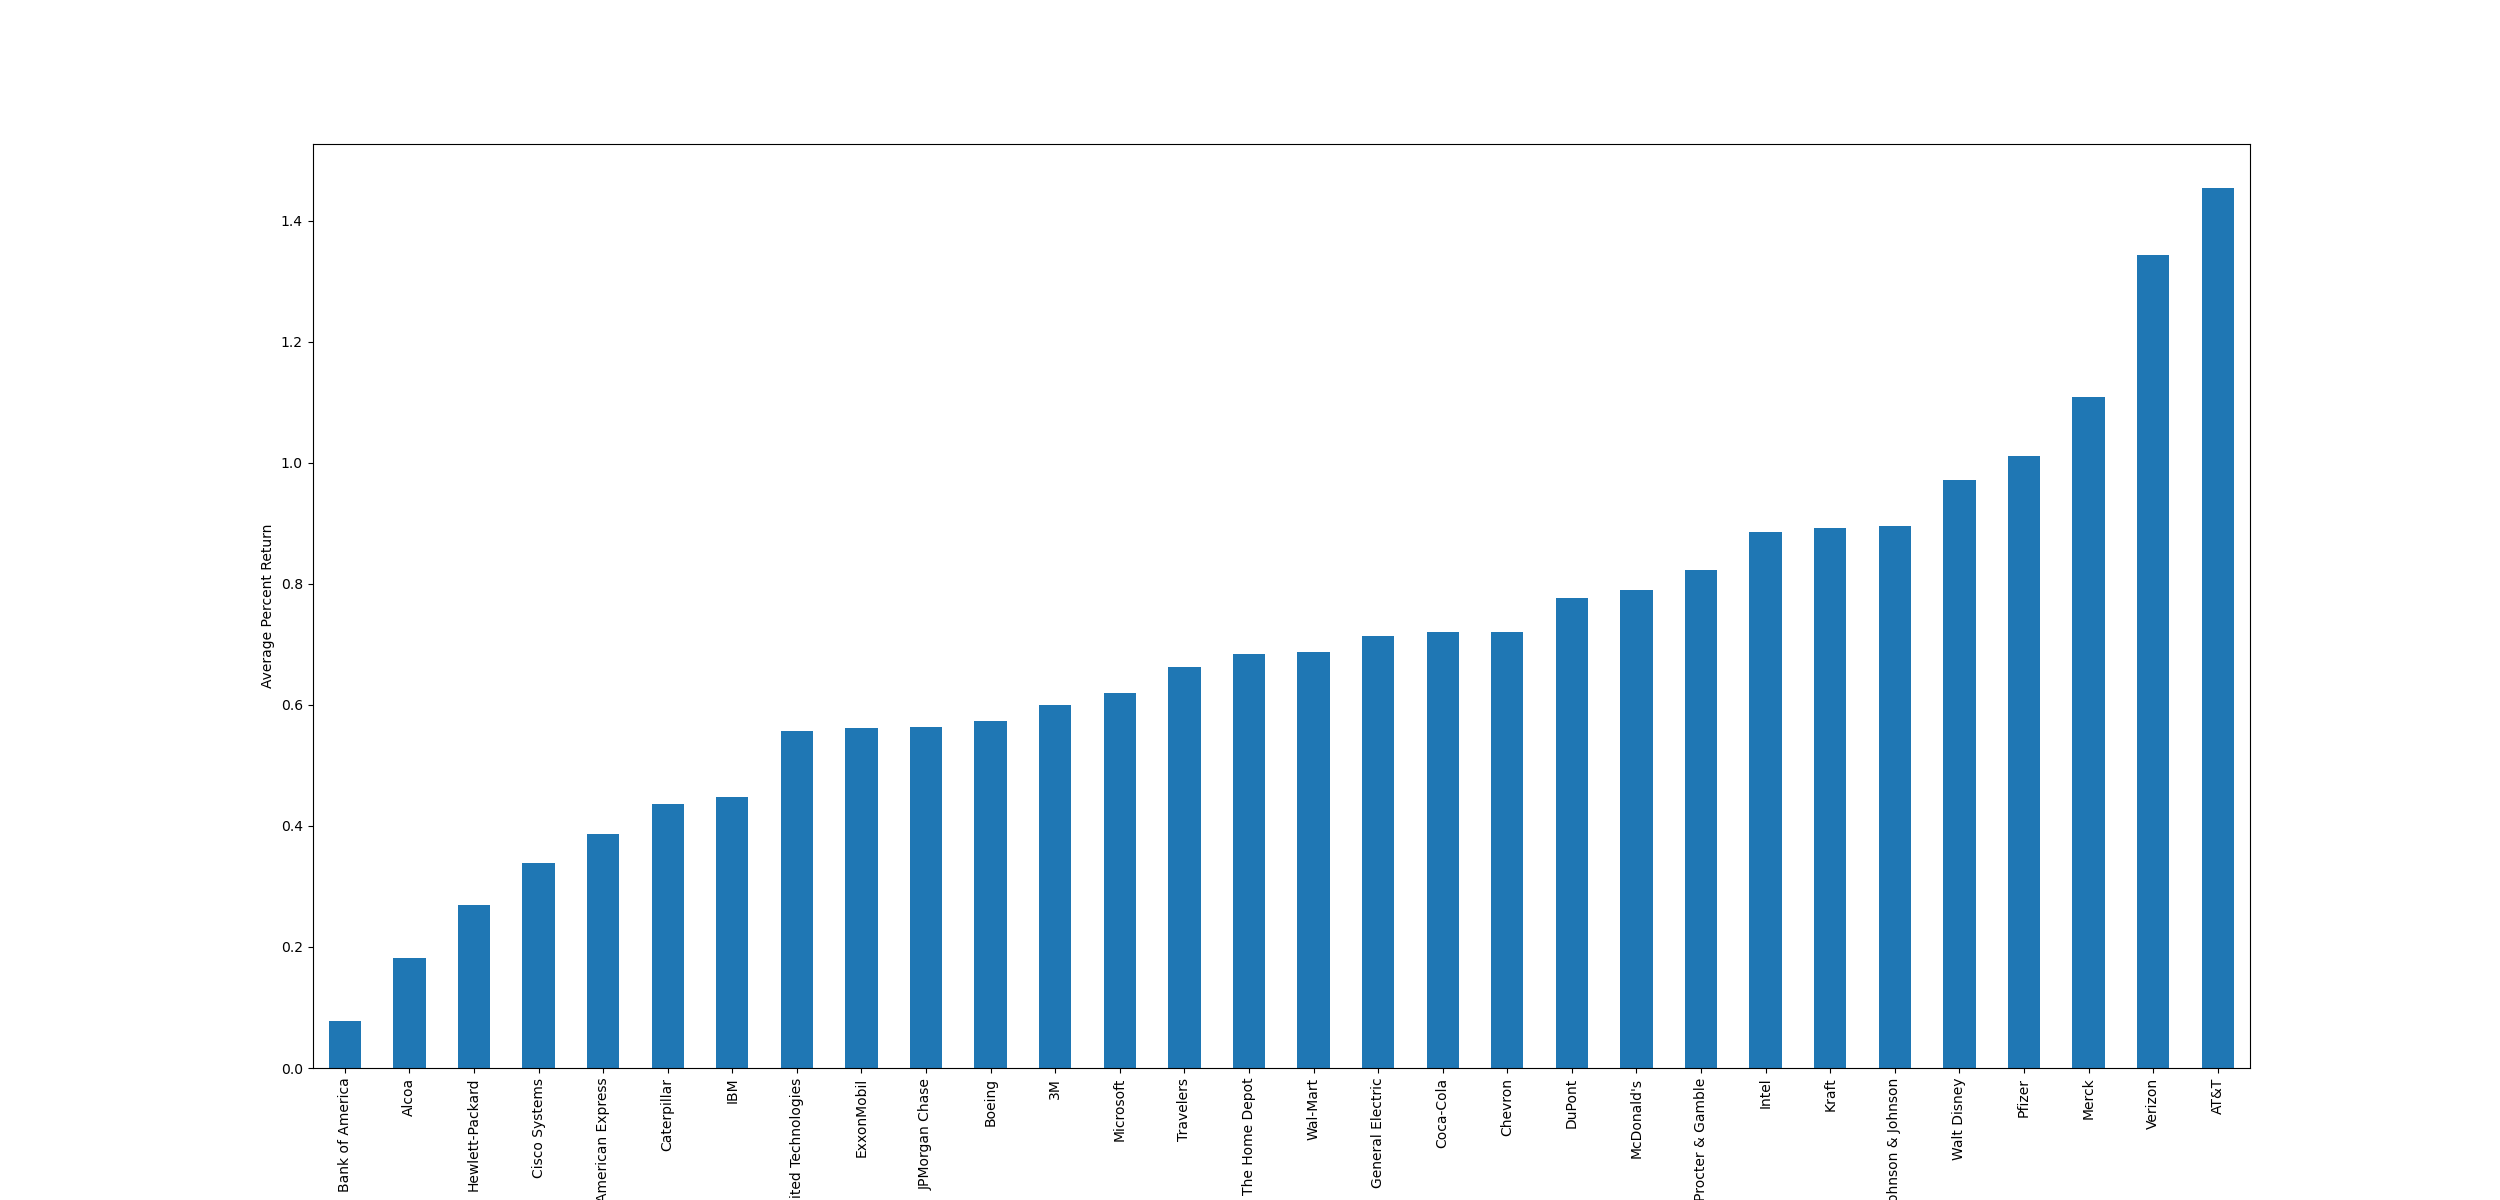 1.4
1.2
1.0
0.8
0.6
0.4
0.2
0.0
Average Percent Return
Bank of America
Alcoa
Hewlett-Packard
Cisco Systems
American Express
Caterpillar
IBM
ited Technologies
ExxonMobil
JPMorgan Chase
Boeing
3M
Microsoft
Travelers
The Home Depot
Wal-Mart
General Electric
Coca-Cola
Chevron
DuPont
McDonald's
Procter & Gamble
Intel
Kraft
ohnson & Johnson
Walt Disney
Pfizer
Merck
Verizon
AT&T